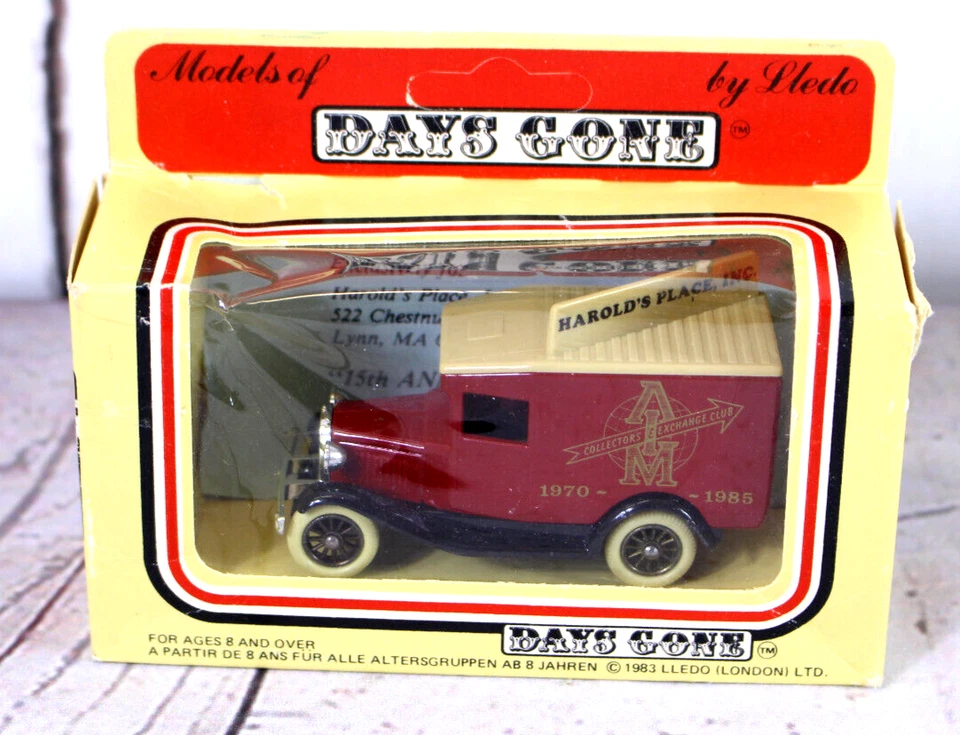 Models of
by Lledo
DAYS GONE
TM
Harold's Place
522 Chestnu
Lynn, MA
"15th AN
HAROLD'S PLACE, INC.
AIM
COLLECTORS EXCHANGE CLUB
1970 ~ ~ 1985
DAYS GONE
TM
FOR AGES 8 AND OVER
A PARTIR DE 8 ANS FÜR ALLE ALTERSGRUPPEN AB 8 JAHREN © 1983 LLEDO (LONDON) LTD.